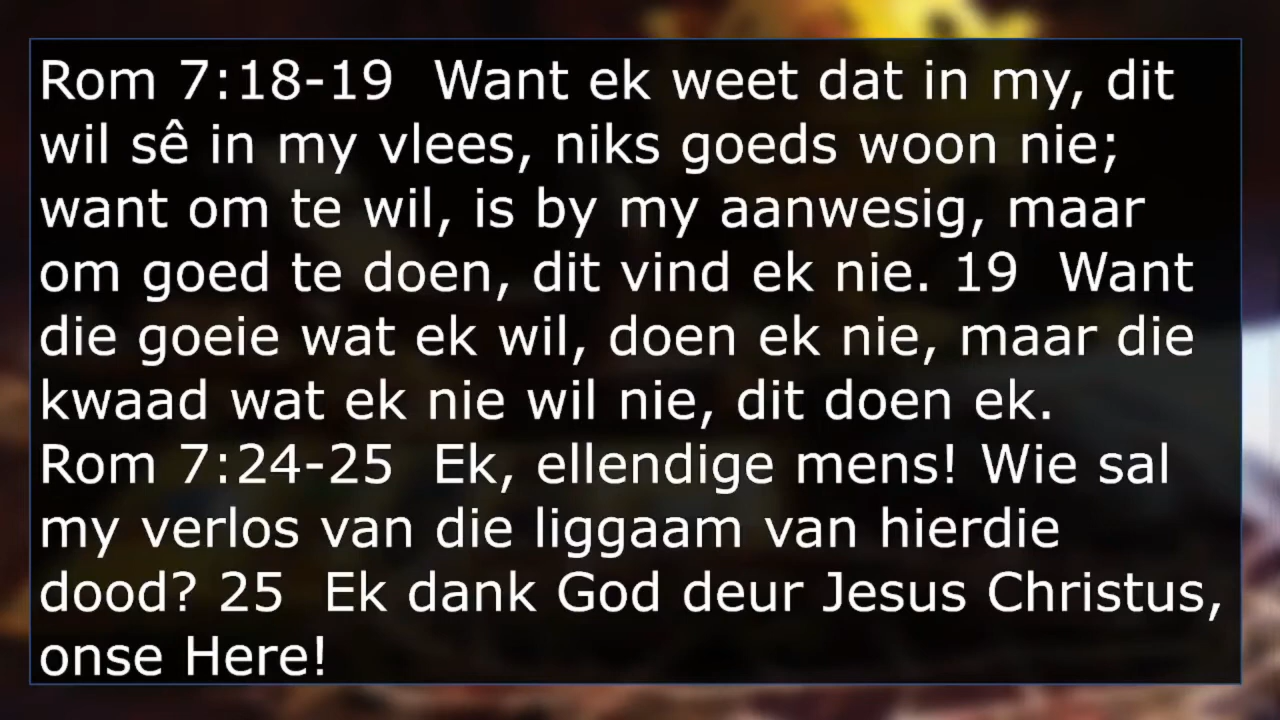 Rom 7:18-19  Want ek weet dat in my, dit
wil sê in my vlees, niks goeds woon nie;
want om te wil, is by my aanwesig, maar
om goed te doen, dit vind ek nie. 19  Want
die goeie wat ek wil, doen ek nie, maar die
kwaad wat ek nie wil nie, dit doen ek.
Rom 7:24-25  Ek, ellendige mens! Wie sal
my verlos van die liggaam van hierdie
dood? 25  Ek dank God deur Jesus Christus,
onse Here!